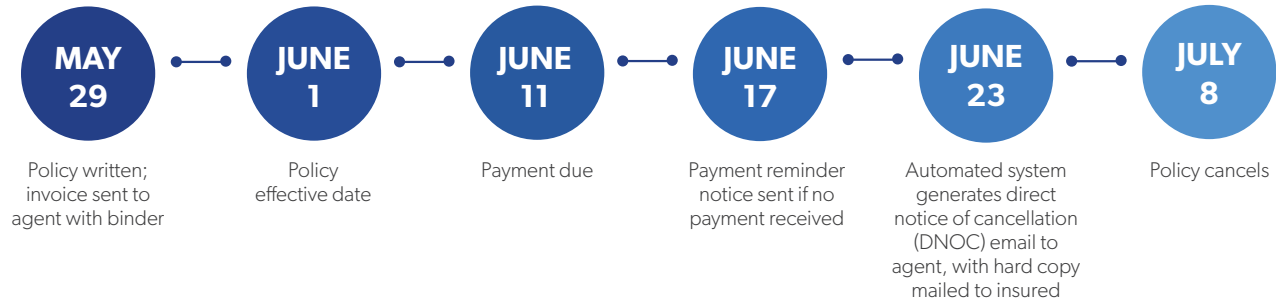 MAY
29
Policy written;
invoice sent to
agent with binder
JUNE
1
Policy
effective date
JUNE
11
Payment due
JUNE
17
Payment reminder
notice sent if no
payment received
JUNE
23
Automated system
generates direct
notice of cancellation
(DNOC) email to
agent, with hard copy
mailed to insured
JULY
8
Policy cancels